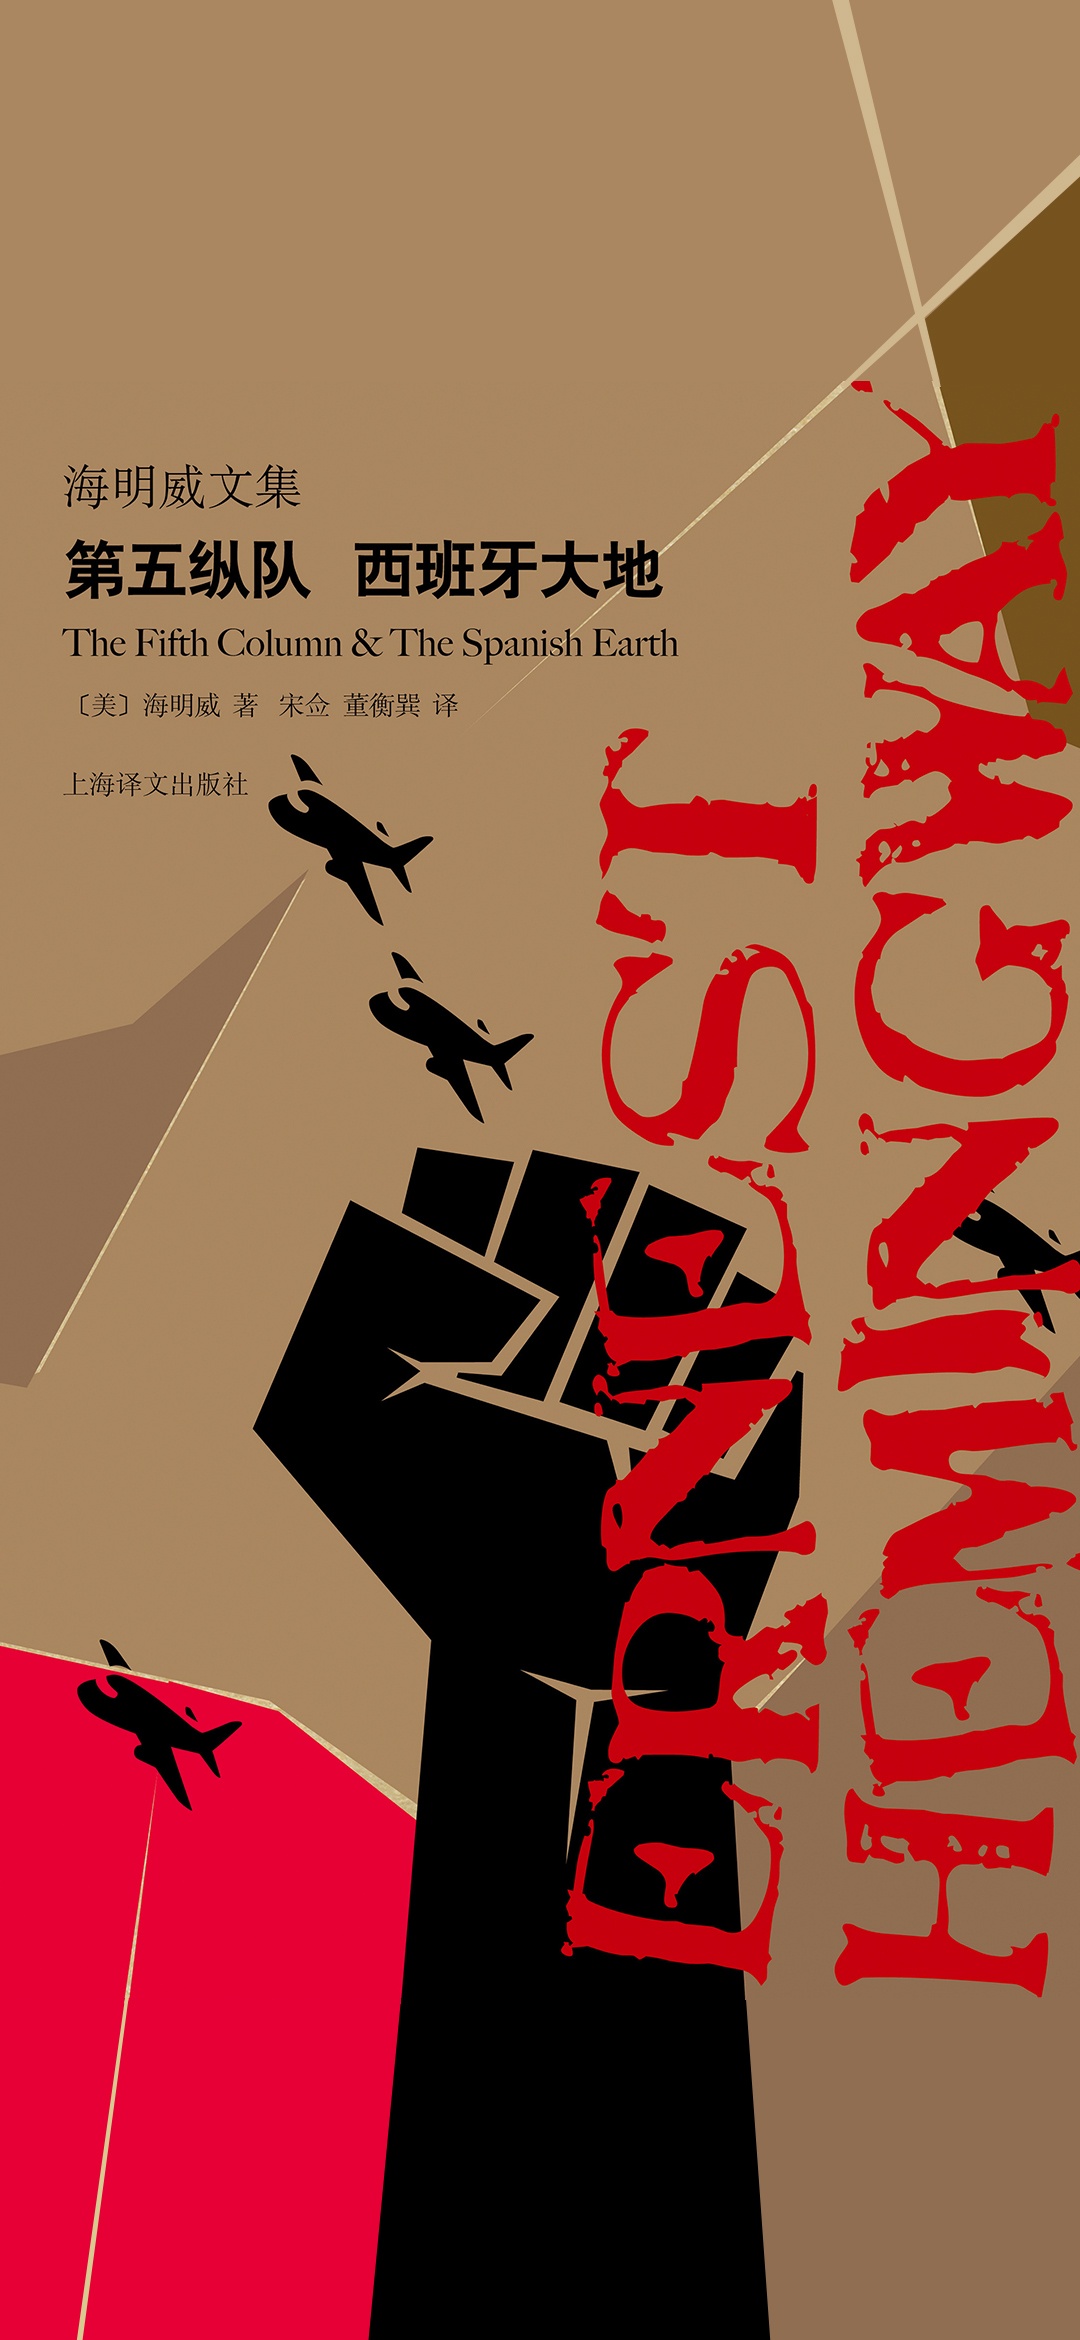 海明威文集
第五纵队 西班牙大地
The Fifth Column & The Spanish Earth
〔美〕海明威 著 宋佥 董衡巽 译
上海译文出版社
ERNEST
HEMINGWAY